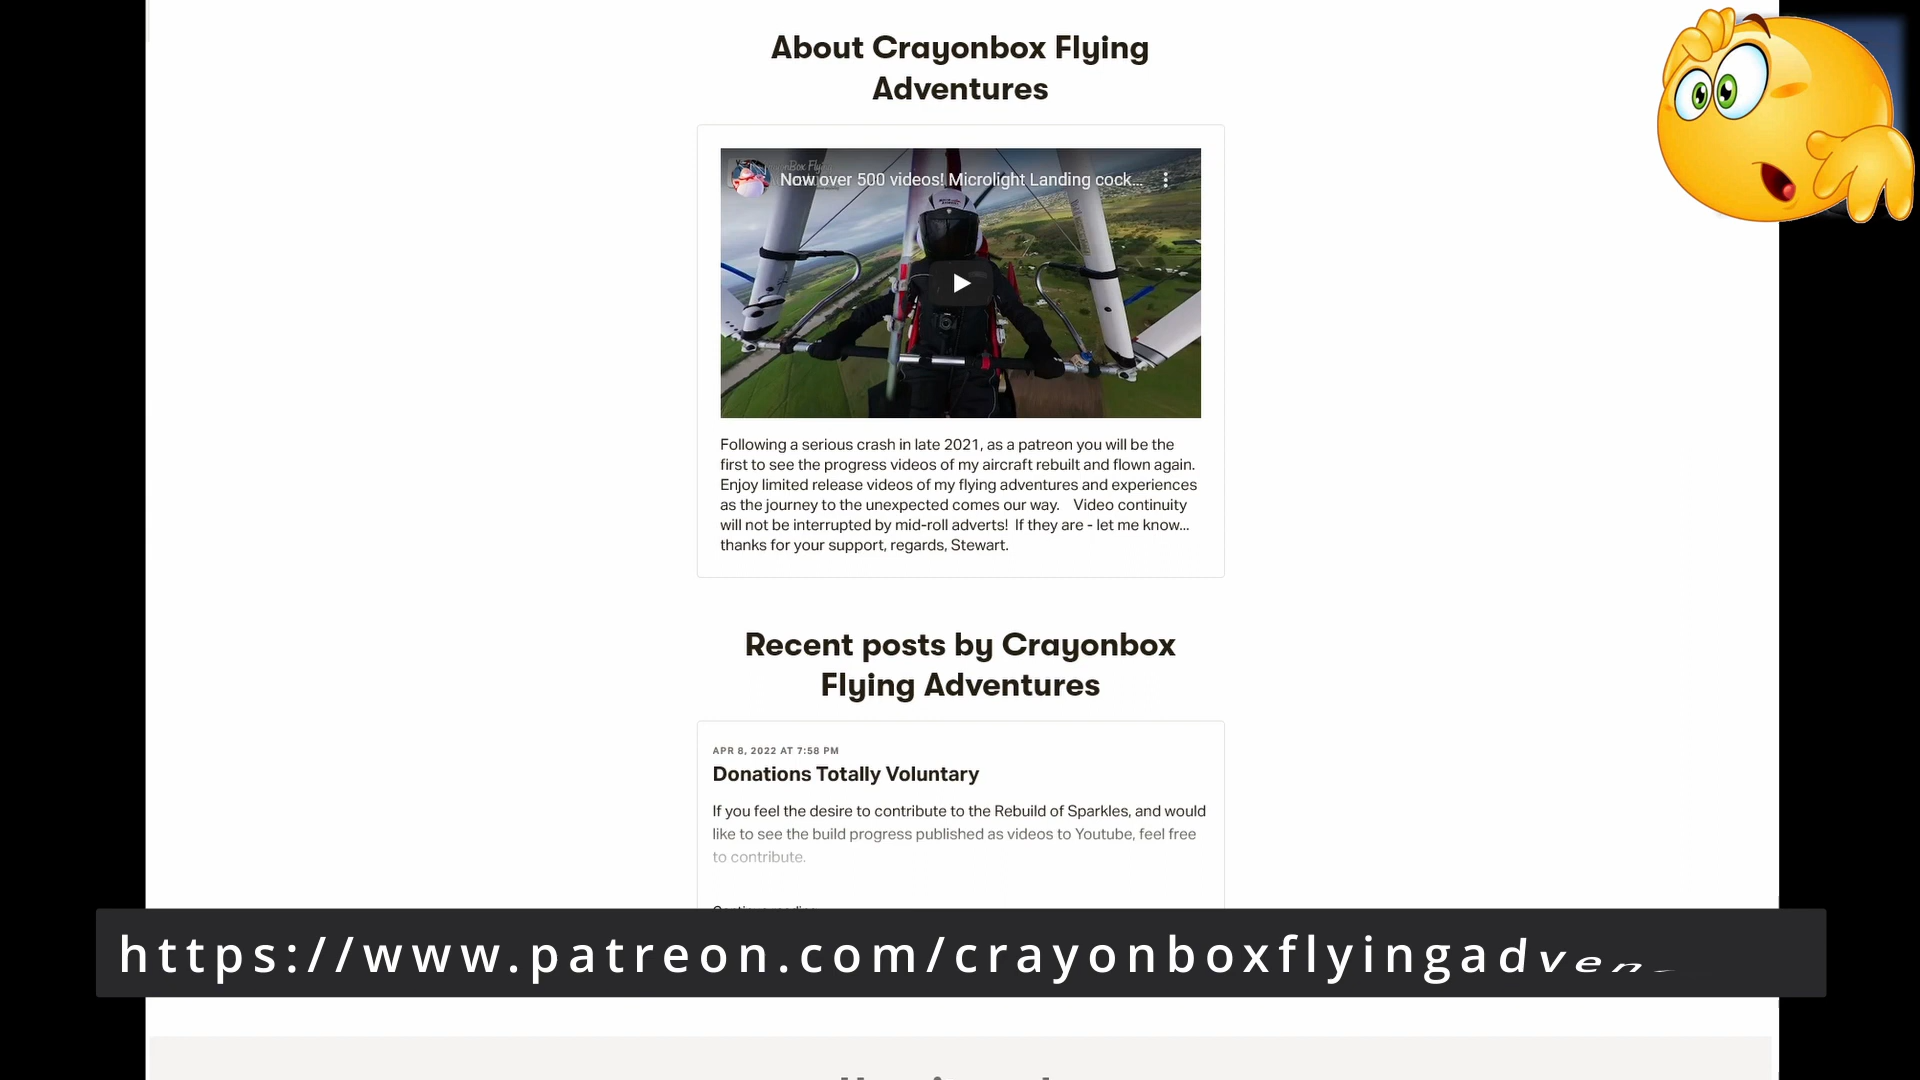 About Crayonbox Flying
Adventures
Now over 500 videos! Microlight Landing cock...
Following a serious crash in late 2021, as a patreon you will be the
first to see the progress videos of my aircraft rebuilt and flown again.
Enjoy limited release videos of my flying adventures and experiences
as the journey to the unexpected comes our way. Video continuity
will not be interrupted by mid-roll adverts! If they are - let me know...
thanks for your support, regards, Stewart.
Recent posts by Crayonbox
Flying Adventures
APR 8, 2022 AT 7:58 PM
Donations Totally Voluntary
If you feel the desire to contribute to the Rebuild of Sparkles, and would
like to see the build progress published as videos to Youtube, feel free
to contribute.
https://www.patreon.com/crayonboxflyingadven